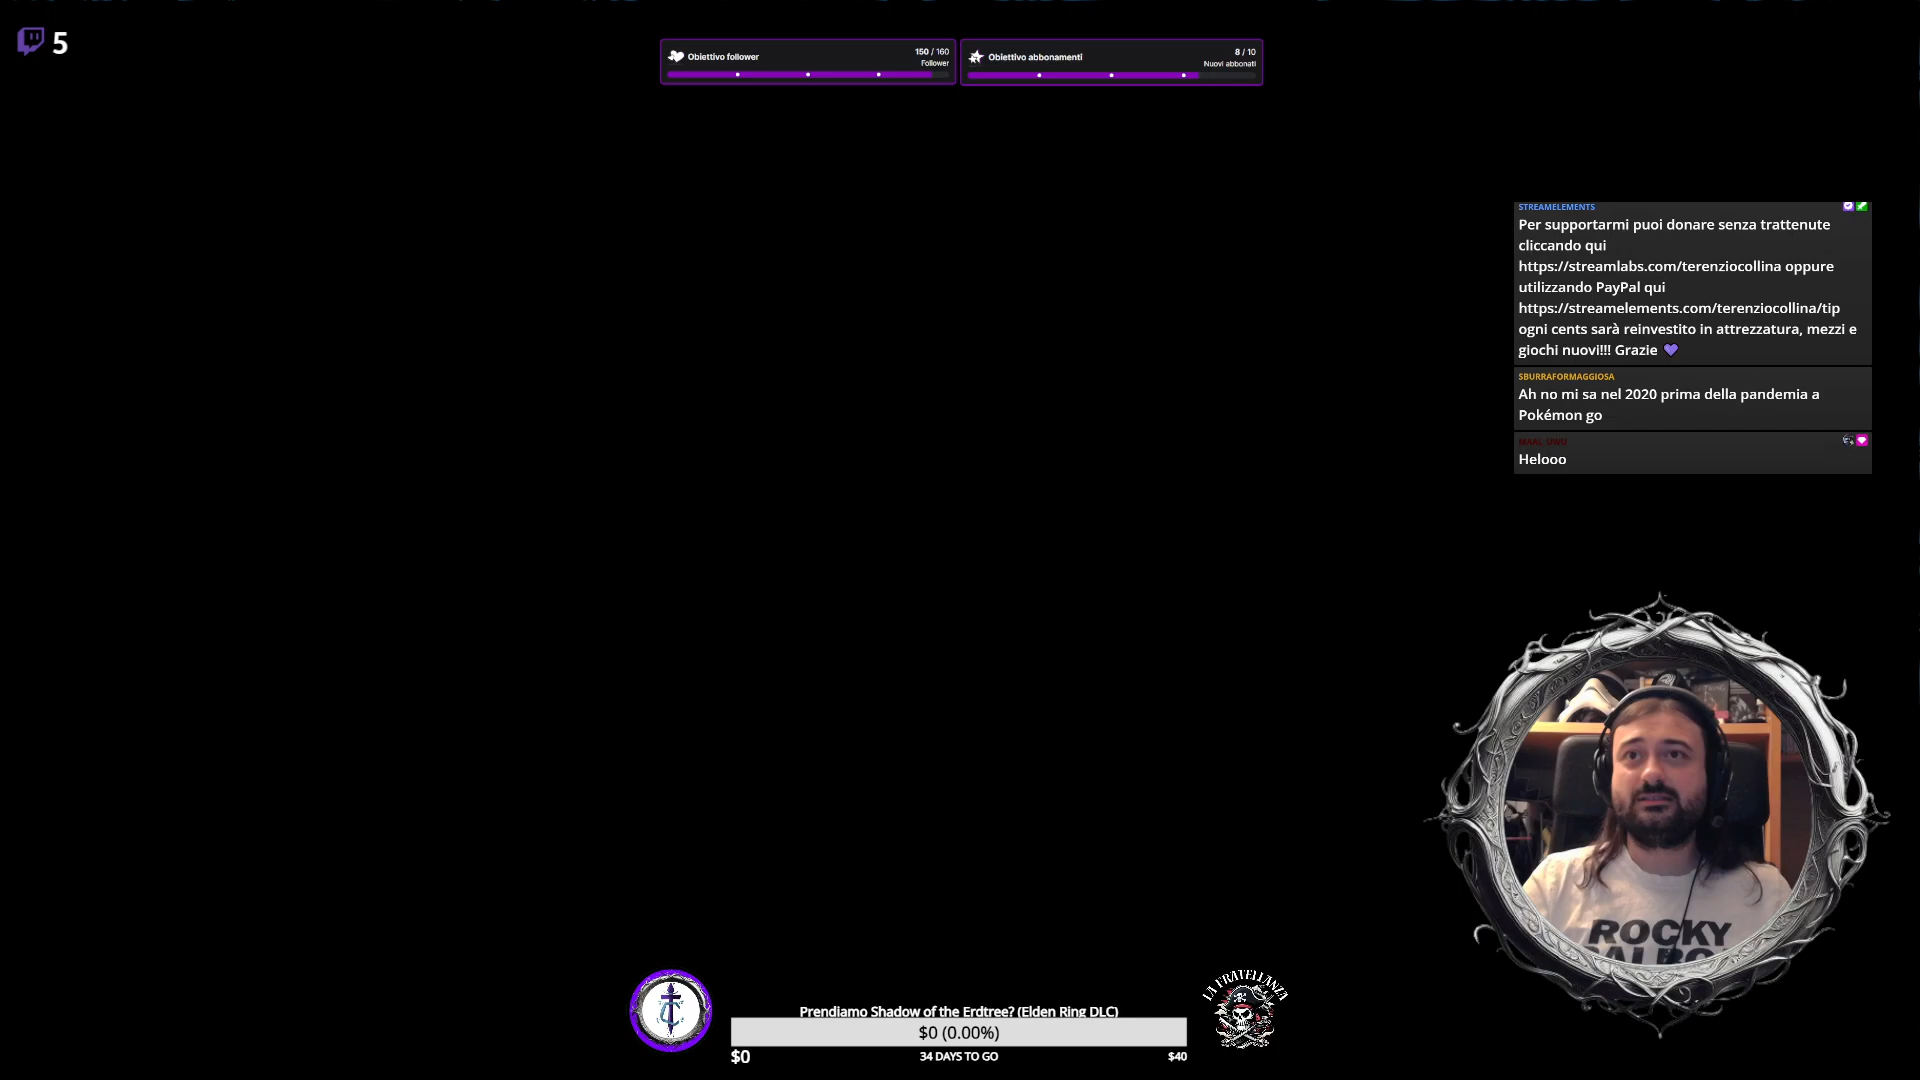 5
Obiettivo follower
150 / 160
Follower
Obiettivo abbonamenti
8 / 10
Nuovi abbonati
STREAMELEMENTS
Per supportarmi puoi donare senza trattenute
cliccando qui
https://streamlabs.com/terenziocollina oppure
utilizzando PayPal qui
https://streamelements.com/terenziocollina/tip
ogni cents sarà reinvestito in attrezzatura, mezzi e
giochi nuovi!!! Grazie 💜
SBURRAFORMAGGIOSA
Ah no mi sa nel 2020 prima della pandemia a
Pokémon go
MAAL_UWU
Helooo
ROCKY
BALBO
LA FRATELLANZA
Prendiamo Shadow of the Erdtree? (Elden Ring DLC)
$0 (0.00%)
$0
34 DAYS TO GO
$40